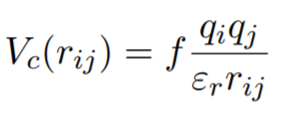 V_c(r_{ij}) = f \frac{q_i q_j}{\varepsilon_r r_{ij}}